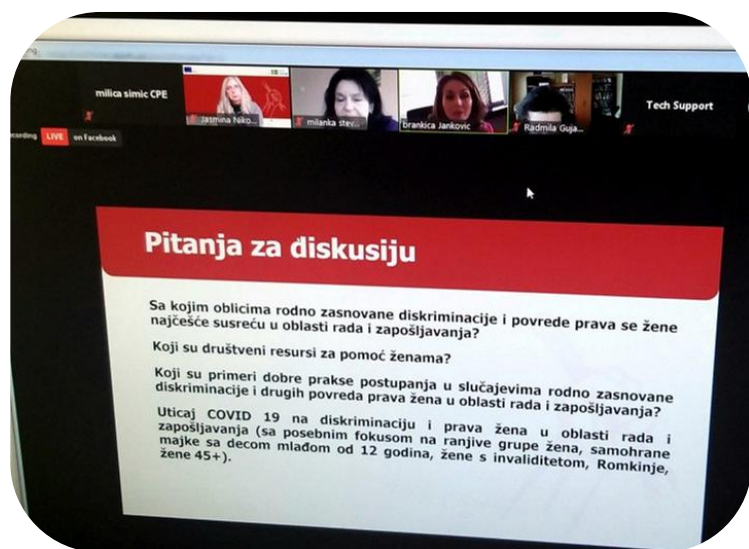 milica simic CPE
Jasmina Niko...
milanka stev...
brankica Jankovic
Radmila Guja...
Tech Support
LIVE on Facebook
Pitanja za diskusiju
Sa kojim oblicima rodno zasnovane diskriminacije i povrede prava se žene
najčešće susreću u oblasti rada i zapošljavanja?
Koji su društveni resursi za pomoć ženama?
Koji su primeri dobre prakse postupanja u slučajevima rodno zasnovane
diskriminacije i drugih povreda prava žena u oblasti rada i zapošljavanja?
Uticaj COVID 19 na diskriminaciju i prava žena u oblasti rada i
zapošljavanja (sa posebnim fokusom na ranjive grupe žena, samohrane
majke sa decom mlađom od 12 godina, žene s invaliditetom, Romkinje,
žene 45+).